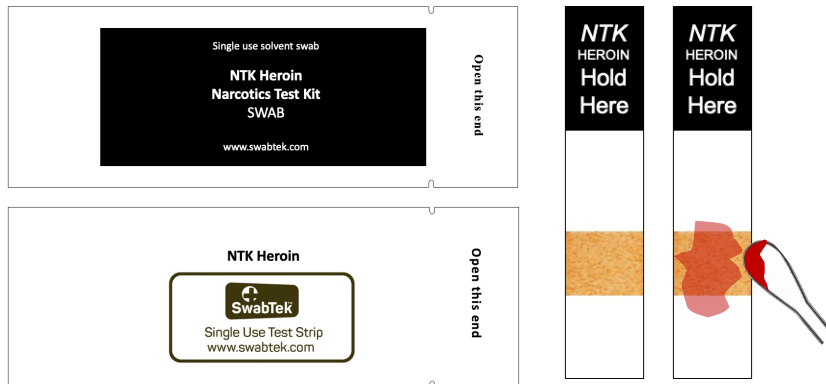 Single use solvent swab
NTK Heroin
Narcotics Test Kit
SWAB
www.swabtek.com
Open this end
NTK Heroin
SwabTek
Single Use Test Strip
www.swabtek.com
Open this end
NTK
HEROIN
Hold
Here
NTK
HEROIN
Hold
Here